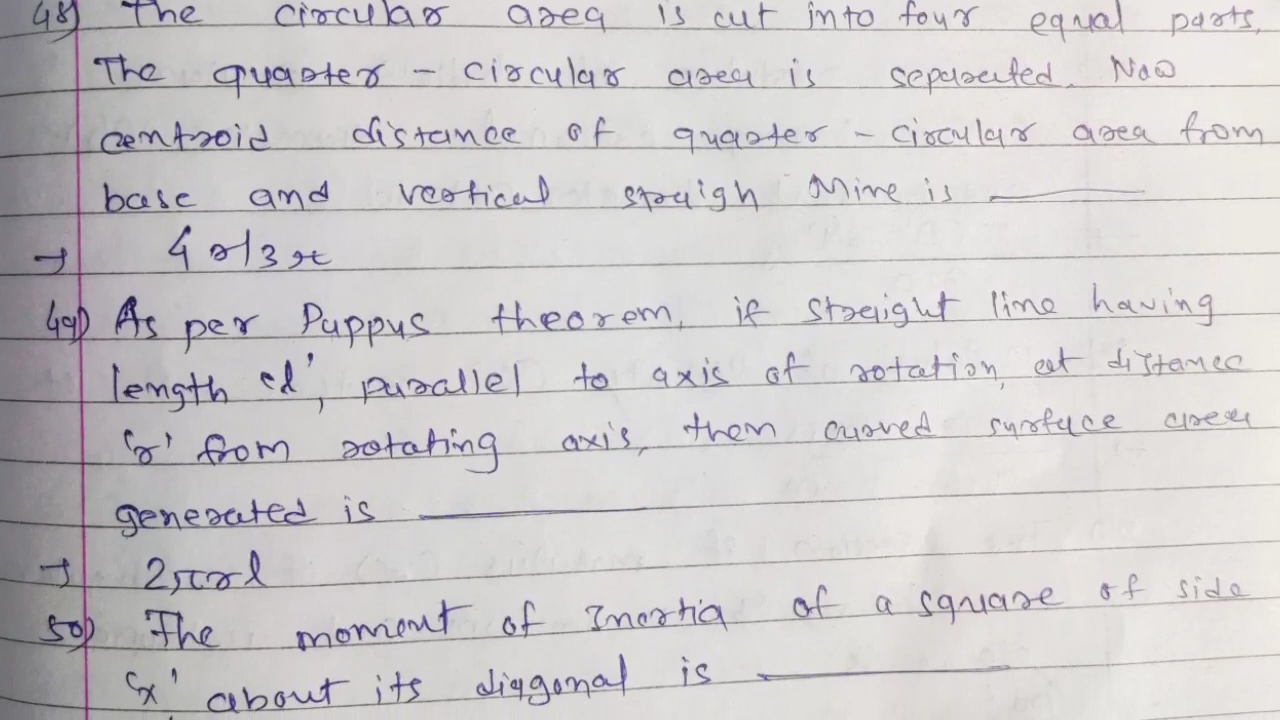 48) The circular area is cut into four equal parts.
The quarter - circular area is separated. Now
centroid distance of quarter - circular area from
base and vertical straigh line is ______
→ 4r/3π
49) As per Pappus theorem, if straight line having
length 'l', parallel to axis of rotation, at distance
'r' from rotating axis, then curved surface area
generated is ______
→ 2πrl
50) The moment of Inertia of a square of side
'x' about its diagonal is ______